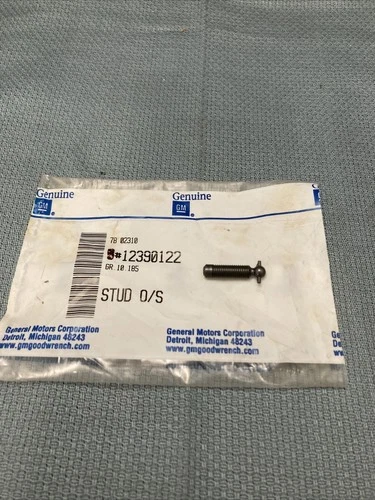 Genuine
GM
Genuine
GM
78 02310
#12390122
GR.10.185
STUD O/S
General Motors Corporation
Detroit, Michigan 48243
www.gmgoodwrench.com
General Motors Corporation
Detroit, Michigan 48243
www.gmgoodwrench.com